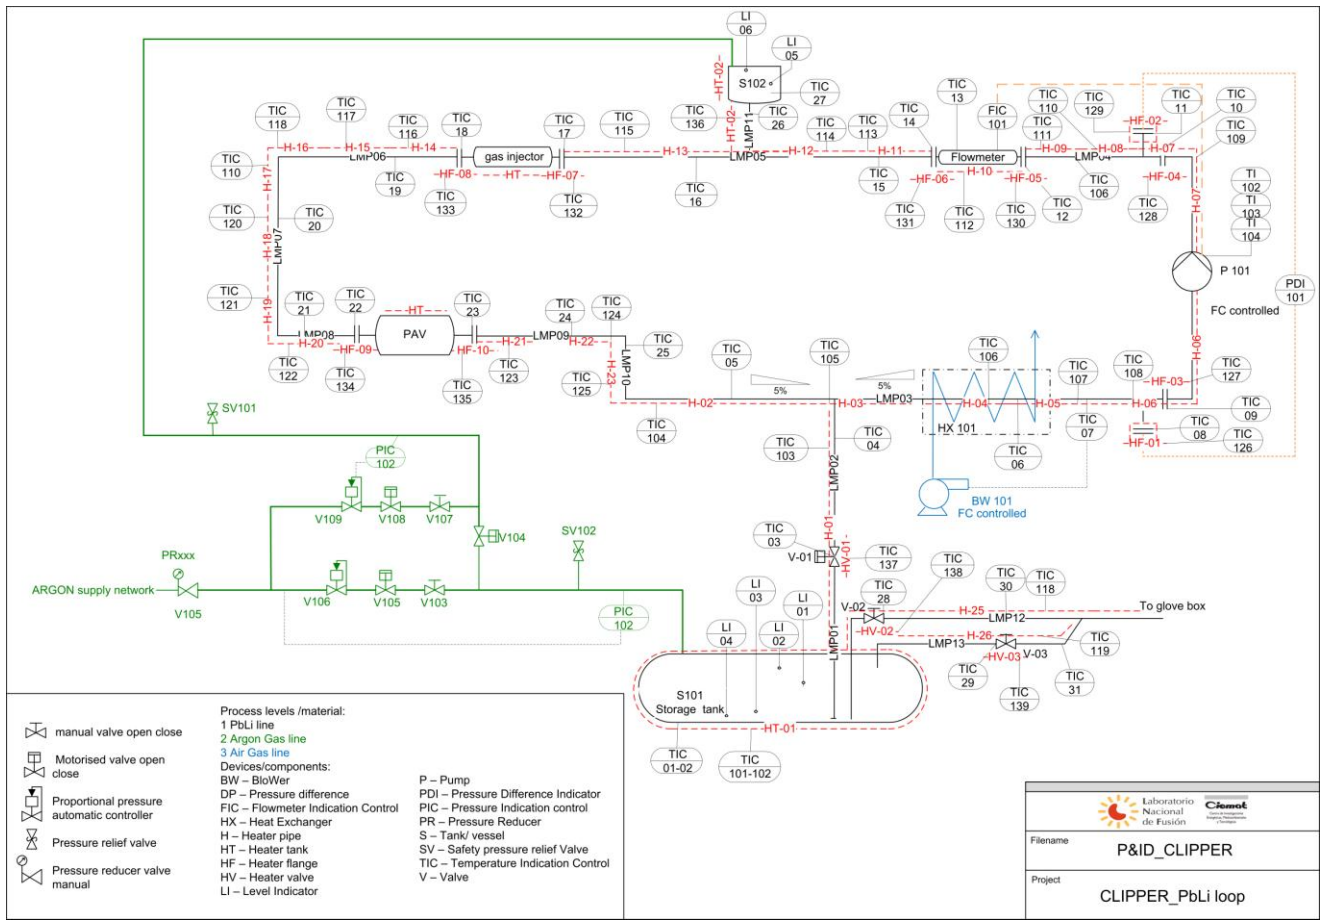 LI
06
LI
05
S102
HT-02
TIC
27
TIC
26
TIC
136
HT-02
LMP11
TIC
118
TIC
117
TIC
116
TIC
18
TIC
17
TIC
115
TIC
114
TIC
113
TIC
14
TIC
13
FIC
101
TIC
110
TIC
111
TIC
129
TIC
11
TIC
10
TIC
109
HF-02
H-16
H-15
H-14
LMP06
gas injector
H-13
LMP05
H-12
H-11
Flowmeter
H-09
LMP04
H-08
H-07
TIC
110
H-17
TIC
19
HF-08
HT
HF-07
TIC
133
TIC
132
TIC
16
TIC
15
HF-06
H-10
HF-05
TIC
131
TIC
112
TIC
130
TIC
12
TIC
106
HF-04
TIC
128
H-07
TI
102
TI
103
TI
104
TIC
120
TIC
20
H-18
LMP07
P 101
FC controlled
PDI
101
TIC
121
H-19
TIC
21
TIC
22
HT
TIC
23
TIC
24
TIC
124
LMP08
PAV
LMP09
H-20
HF-09
HF-10
H-21
H-22
TIC
122
TIC
134
TIC
135
TIC
123
TIC
125
H-23
LMP10
TIC
25
TIC
05
TIC
105
TIC
106
TIC
107
TIC
108
HF-03
TIC
127
H-06
5%
5%
H-02
H-03
LMP03
H-04
H-05
H-06
TIC
09
TIC
104
TIC
103
TIC
04
HX 101
TIC
06
TIC
07
TIC
08
HF-01
TIC
126
LMP02
SV101
PIC
102
BW 101
FC controlled
V109
V108
V107
V104
SV102
H-01
TIC
03
V-01
HV-01
TIC
137
PRxxx
ARGON supply network
V105
V106
V105
V103
PIC
102
LI
03
LI
01
LI
04
LI
02
LMP01
TIC
138
TIC
28
V-02
HV-02
TIC
30
TIC
118
H-25
To glove box
LMP12
H-26
TIC
119
LMP13
HV-03
V-03
TIC
29
TIC
139
TIC
31
S101
Storage tank
HT-01
TIC
01-02
TIC
101-102
manual valve open close
Motorised valve open
close
Proportional pressure
automatic controller
Pressure relief valve
Pressure reducer valve
manual
Process levels /material:
1 PbLi line
2 Argon Gas line
3 Air Gas line
Devices/components:
BW – BloWer
DP – Pressure difference
FIC – Flowmeter Indication Control
HX – Heat Exchanger
H – Heater pipe
HT – Heater tank
HF – Heater flange
HV – Heater valve
LI – Level Indicator
P – Pump
PDI – Pressure Difference Indicator
PIC – Pressure Indication control
PR – Pressure Reducer
S – Tank/ vessel
SV – Safety pressure relief Valve
TIC – Temperature Indication Control
V – Valve
Laboratorio
Nacional
de Fusión
Ciemat
Filename
P&ID_CLIPPER
Project
CLIPPER_PbLi loop